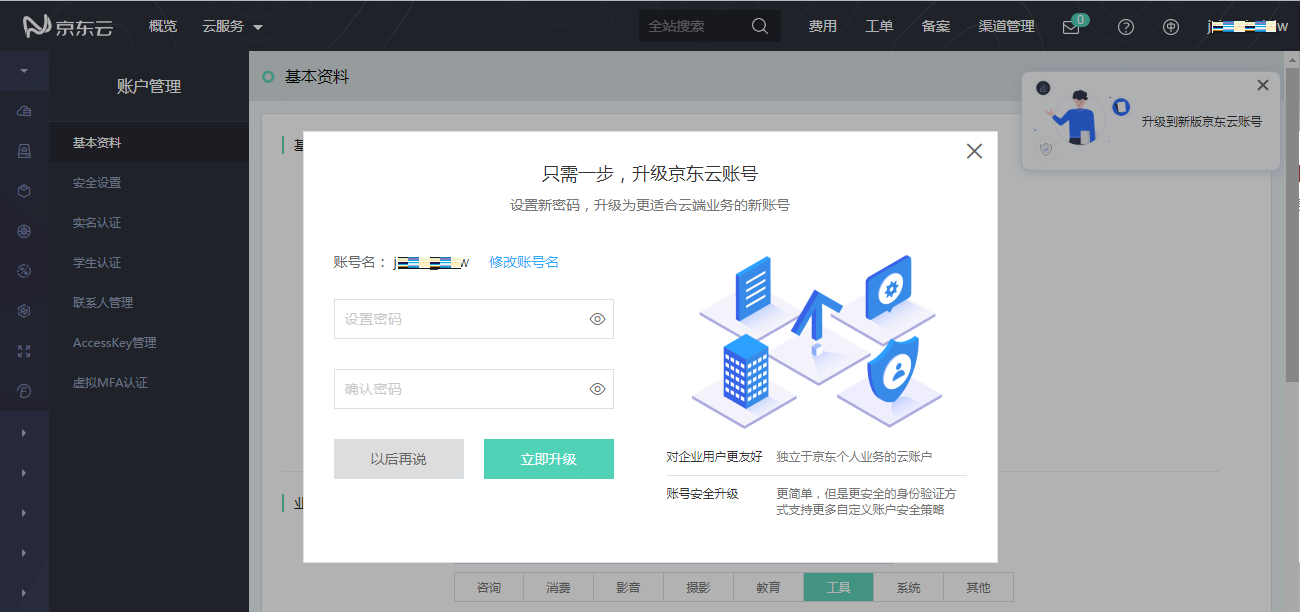 京东云
概览
云服务
全站搜索
费用
工单
备案
渠道管理
0
账户管理
基本资料
安全设置
实名认证
学生认证
联系人管理
AccessKey管理
虚拟MFA认证
基本资料
升级到新版京东云账号
只需一步，升级京东云账号
设置新密码，升级为更适合云端业务的新账号
账号名：
修改账号名
设置密码
确认密码
以后再说
立即升级
对企业用户更友好
独立于京东个人业务的云账户
账号安全升级
更简单，但是更安全的身份验证方
式支持更多自定义账户安全策略
咨询
消费
影音
摄影
教育
工具
系统
其他